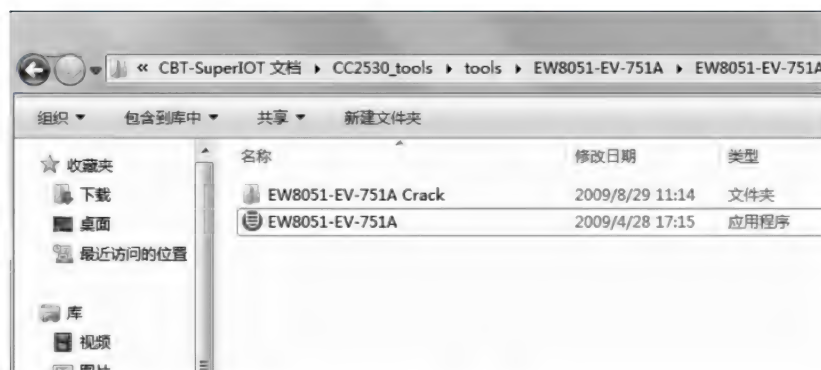 « CBT-SuperIOT 文档 ▸ CC2530_tools ▸ tools ▸ EW8051-EV-751A ▸ EW8051-EV-751A
组织 ▼ 包含到库中 ▼ 共享 ▼ 新建文件夹
名称 修改日期 类型
收藏夹
下载
桌面
最近访问的位置
库
视频
图片
EW8051-EV-751A Crack 2009/8/29 11:14 文件夹
EW8051-EV-751A 2009/4/28 17:15 应用程序